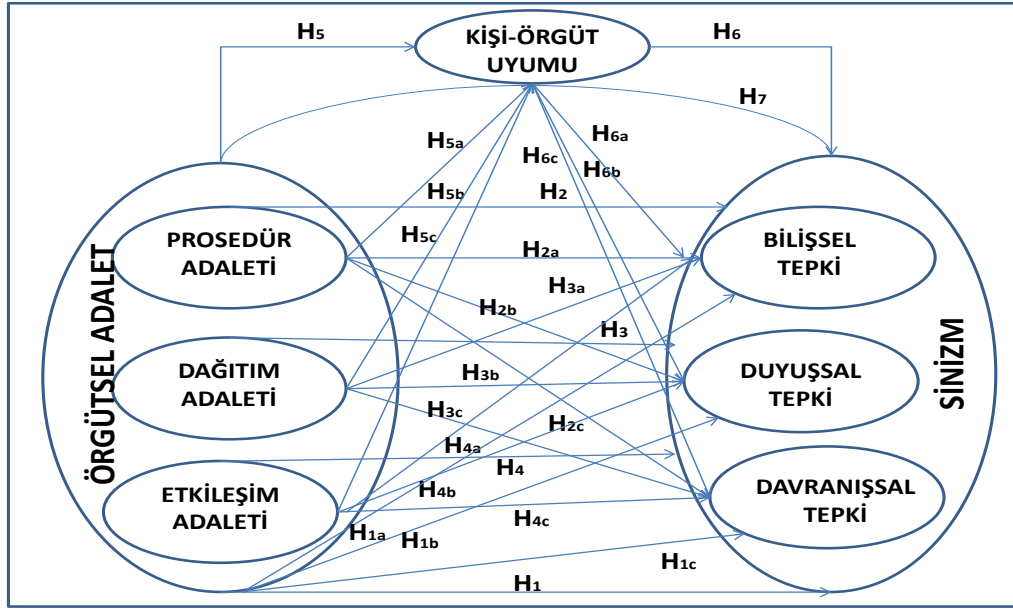 H5
KİŞİ-ÖRGÜT
UYUMU
H6
H7
H5a
H6a
H6c
H6b
H5b
H2
H5c
PROSEDÜR
ADALETİ
H2a
BİLİŞSEL
TEPKİ
H3a
H2b
H3
ÖRGÜTSEL ADALET
DAĞITIM
ADALETİ
H3b
DUYUŞSAL
TEPKİ
SİNİZM
H3c
H2c
H4a
H4
ETKİLEŞİM
ADALETİ
H4b
H4c
DAVRANIŞSAL
TEPKİ
H1a
H1b
H1c
H1